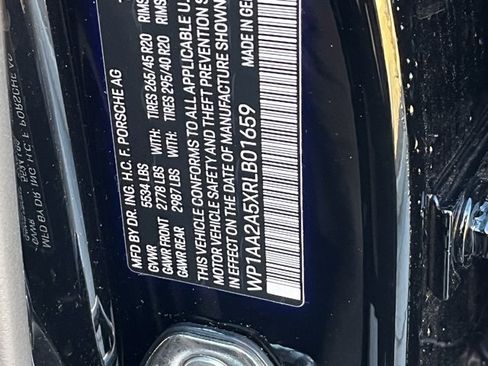 MFD BY DR. ING. H.C. F. PORSCHE AG
GVWR 5534 LBS
GAWR FRONT 2778 LBS WITH: TIRES 265/45 R20 RIMS
GAWR REAR 2987 LBS WITH: TIRES 295/40 R20 RIMS
THIS VEHICLE CONFORMS TO ALL APPLICABLE U.
MOTOR VEHICLE SAFETY AND THEFT PREVENTION S
EFFECT ON THE DATE OF MANUFACTURE SHOWN
WP1AA2A5XRLB01659 MADE IN GE